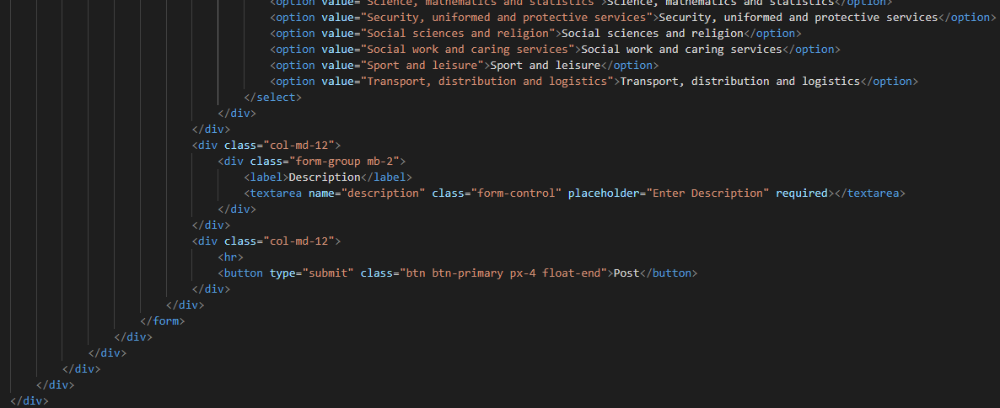 <option value="Science, mathematics and statistics">Science, mathematics and statistics</option>
<option value="Security, uniformed and protective services">Security, uniformed and protective services</option>
<option value="Social sciences and religion">Social sciences and religion</option>
<option value="Social work and caring services">Social work and caring services</option>
<option value="Sport and leisure">Sport and leisure</option>
<option value="Transport, distribution and logistics">Transport, distribution and logistics</option>
</select>
</div>
</div>
<div class="col-md-12">
<div class="form-group mb-2">
<label>Description</label>
<textarea name="description" class="form-control" placeholder="Enter Description" required></textarea>
</div>
</div>
<div class="col-md-12">
<hr>
<button type="submit" class="btn btn-primary px-4 float-end">Post</button>
</div>
</div>
</form>
</div>
</div>
</div>
</div>
</div>